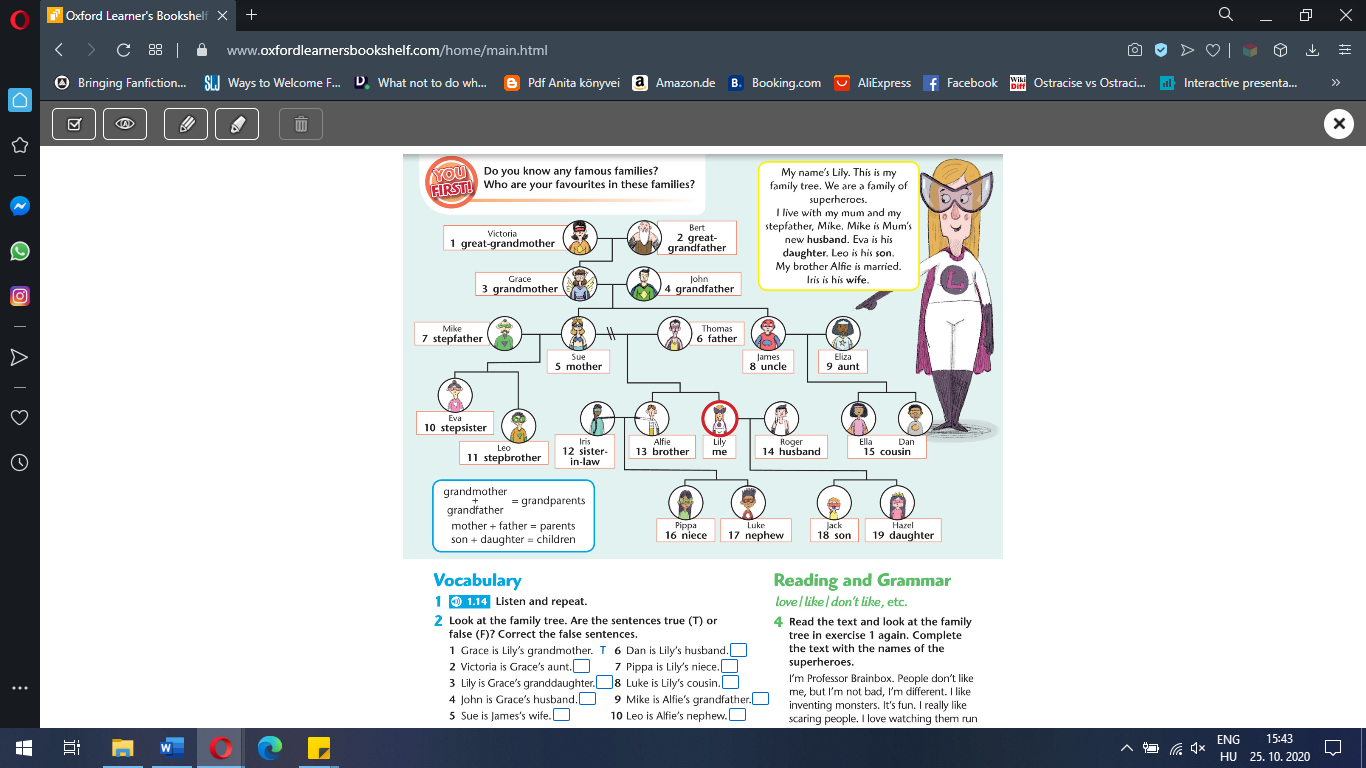 Oxford Learner's Bookshelf
www.oxfordlearnersbookshelf.com/home/main.html
Bringing Fanfiction...
Ways to Welcome F...
What not to do wh...
Pdf Anita könyvei
Amazon.de
Booking.com
AliExpress
Facebook
Ostracise vs Ostraci...
Interactive presenta...
YOU FIRST!
Do you know any famous families?
Who are your favourites in these families?
My name's Lily. This is my
family tree. We are a family of
superheroes.
I live with my mum and my
stepfather, Mike. Mike is Mum's
new husband. Eva is his
daughter. Leo is his son.
My brother Alfie is married.
Iris is his wife.
L
Victoria
1 great-grandmother
Bert
2 great-
grandfather
Grace
3 grandmother
John
4 grandfather
Mike
7 stepfather
Sue
5 mother
Thomas
6 father
James
8 uncle
Eliza
9 aunt
Eva
10 stepsister
Leo
11 stepbrother
Iris
12 sister-
in-law
Alfie
13 brother
Lily
me
Roger
14 husband
Ella Dan
15 cousin
Pippa
16 niece
Luke
17 nephew
Jack
18 son
Hazel
19 daughter
grandmother
+
grandfather
= grandparents
mother + father = parents
son + daughter = children
Vocabulary
1 1.14 Listen and repeat.
2 Look at the family tree. Are the sentences true (T) or
false (F)? Correct the false sentences.
1 Grace is Lily's grandmother. T
2 Victoria is Grace's aunt.
3 Lily is Grace's granddaughter.
4 John is Grace's husband.
5 Sue is James's wife.
6 Dan is Lily's husband.
7 Pippa is Lily's niece.
8 Luke is Lily's cousin.
9 Mike is Alfie's grandfather.
10 Leo is Alfie's nephew.
Reading and Grammar
love / like / don't like, etc.
4 Read the text and look at the family
tree in exercise 1 again. Complete
the text with the names of the
superheroes.
I'm Professor Brainbox. People don't like
me, but I'm not bad, I'm different. I like
inventing monsters. It's fun. I really like
scaring people. I love watching them run
ENG
HU
15:43
25. 10. 2020